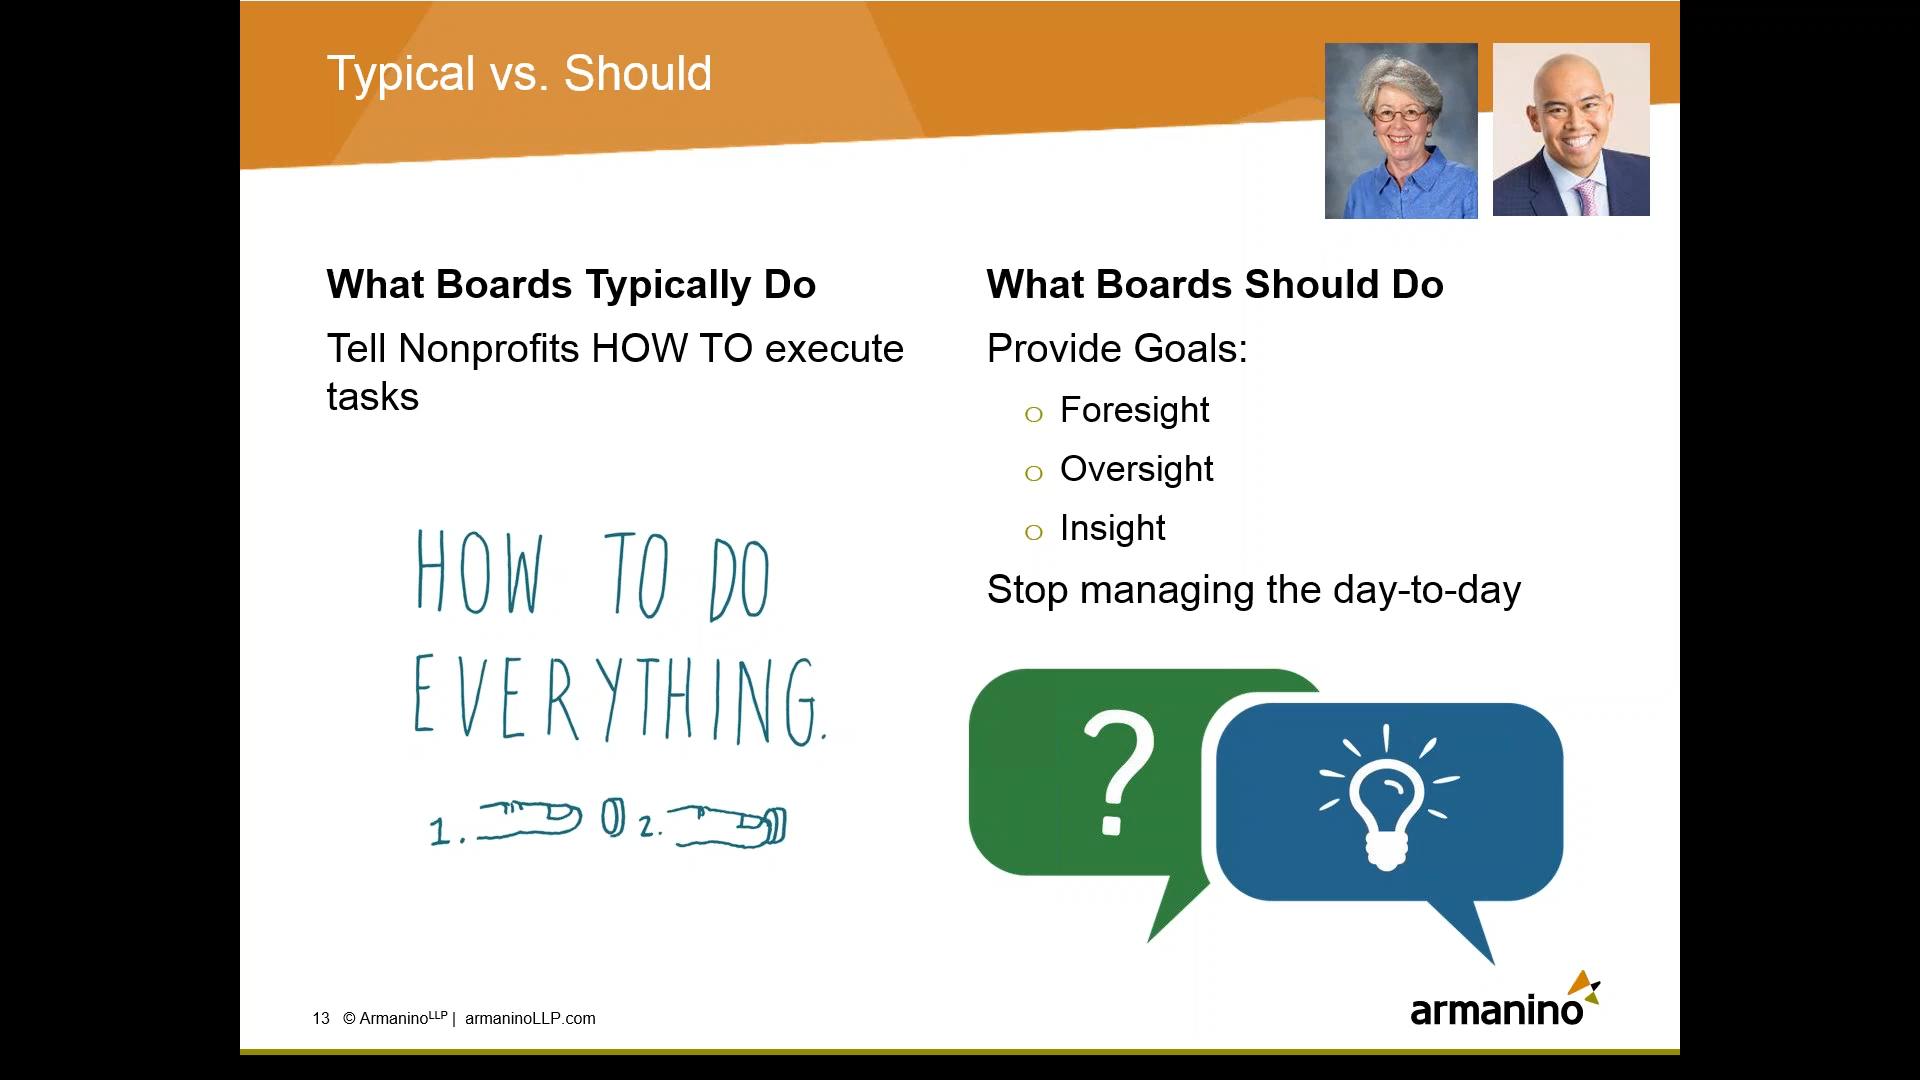 Typical vs. Should
What Boards Typically Do
Tell Nonprofits HOW TO execute
tasks
HOW TO DO
EVERYTHING.
1. 2.
What Boards Should Do
Provide Goals:
o Foresight
o Oversight
o Insight
Stop managing the day-to-day
?
13 © ArmaninoLLP | armaninoLLP.com
armanino